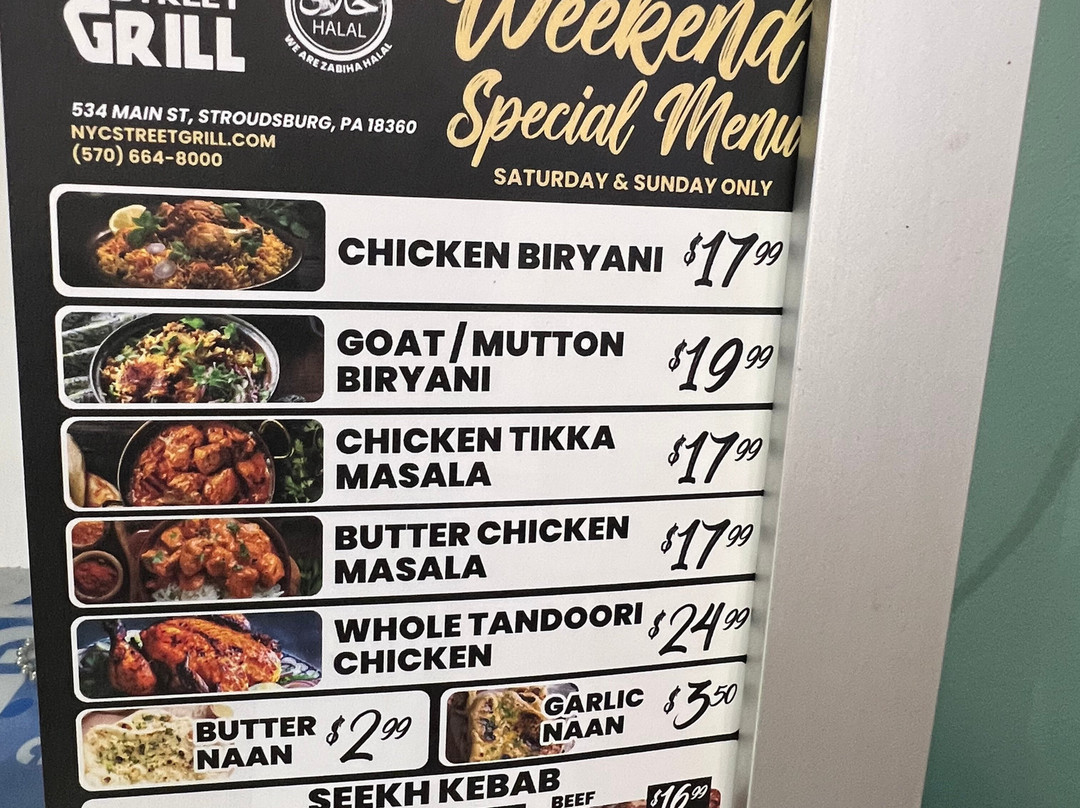 GRILL
HALAL
WE ARE ZABIHA HALAL
534 MAIN ST, STROUDSBURG, PA 18360
NYCSTREETGRILL.COM
(570) 664-8000
Weekend
Special Menu
SATURDAY & SUNDAY ONLY
CHICKEN BIRYANI $17.99
GOAT/MUTTON
BIRYANI $19.99
CHICKEN TIKKA
MASALA $17.99
BUTTER CHICKEN
MASALA $17.99
WHOLE TANDOORI
CHICKEN $24.99
BUTTER
NAAN $2.99
GARLIC
NAAN $3.50
SEEKH KEBAB
BEEF $16.99